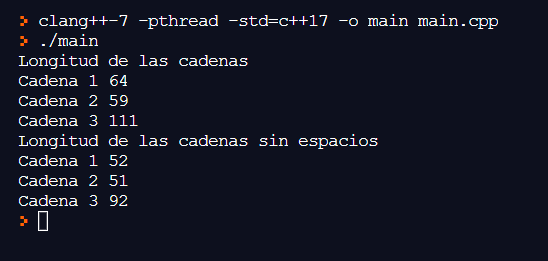 > clang++-7 -pthread -std=c++17 -o main main.cpp
> ./main
Longitud de las cadenas
Cadena 1 64
Cadena 2 59
Cadena 3 111
Longitud de las cadenas sin espacios
Cadena 1 52
Cadena 2 51
Cadena 3 92
>